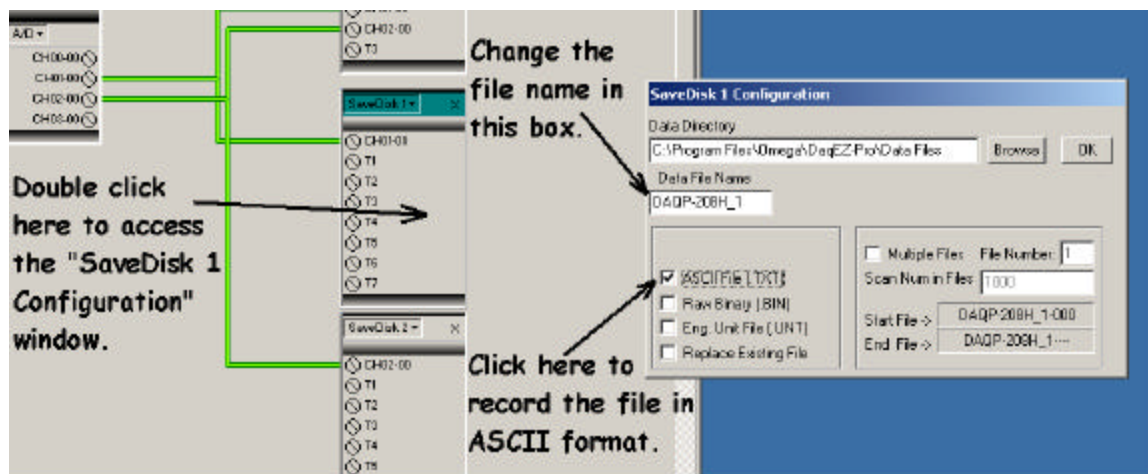 CH02-00
T3
A/D
CH00-00
CH01-00
CH02-00
CH03-00
SaveDisk 1
×
CH01-00
T1
T2
T3
T4
T5
T6
T7
SaveDisk 2
×
CH02-00
T1
T2
T3
T4
T5
Double click
here to access
the "SaveDisk 1
Configuration"
window.
Change the
file name in
this box.
Click here to
record the file in
ASCII format.
SaveDisk 1 Configuration
Data Directory
C:\Program Files\Omega\DaqEZ-Pro\Data Files
Browse
OK
Data File Name
DAQP-208H_1
ASCII File [.TXT]
Raw Binary [.BIN]
Eng. Unit File [.UNT]
Replace Existing File
Multiple Files File Number: 1
Scan Num in Files: 1000
Start File -> DAQP-208H_1-000
End File -> DAQP-208H_1----